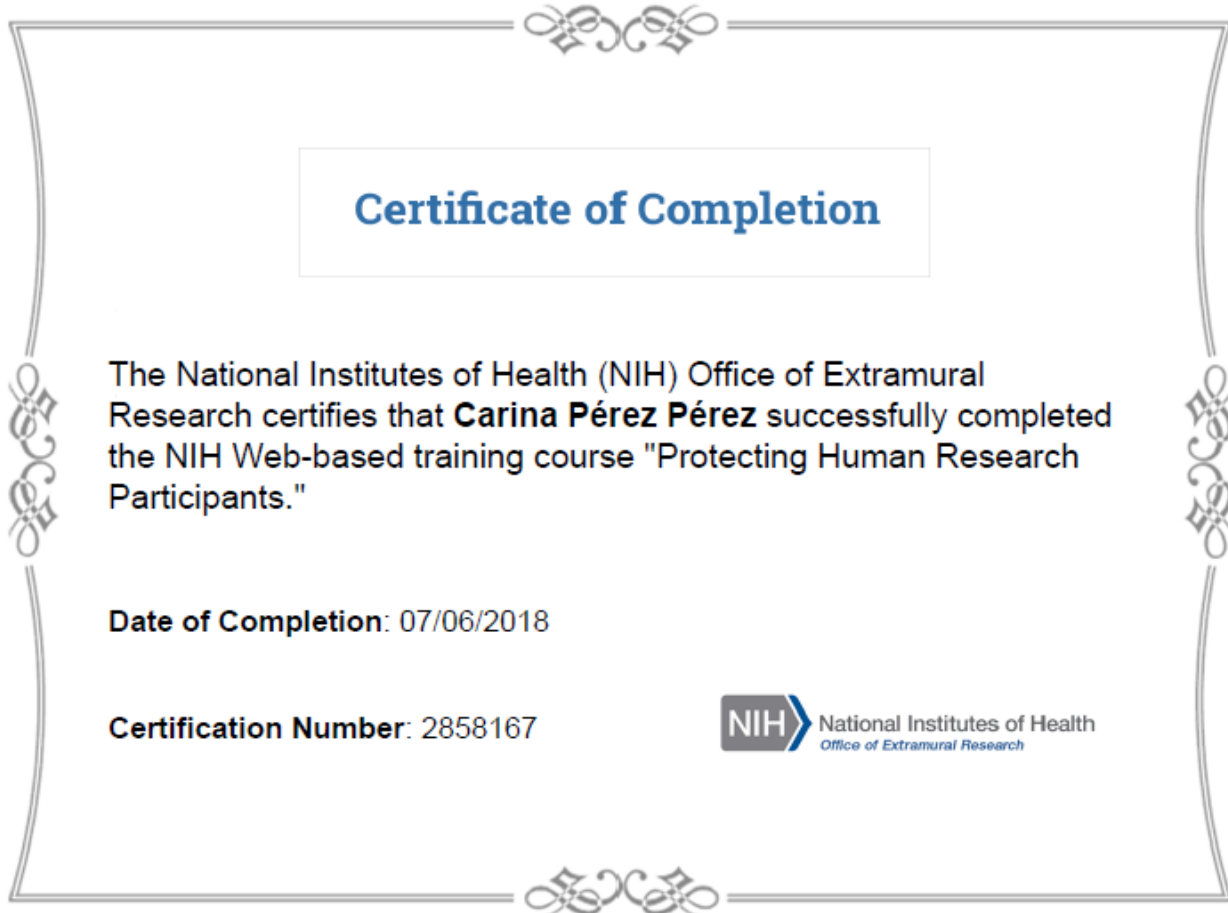 Certificate of Completion
The National Institutes of Health (NIH) Office of Extramural
Research certifies that Carina Pérez Pérez successfully completed
the NIH Web-based training course "Protecting Human Research
Participants."
Date of Completion: 07/06/2018
Certification Number: 2858167
NIH National Institutes of Health
Office of Extramural Research